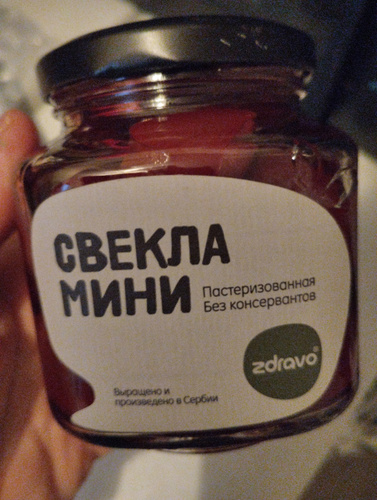 СВЕКЛА
МИНИ
Пастеризованная
Без консервантов
zdravo®
Выращено и
произведено в Сербии